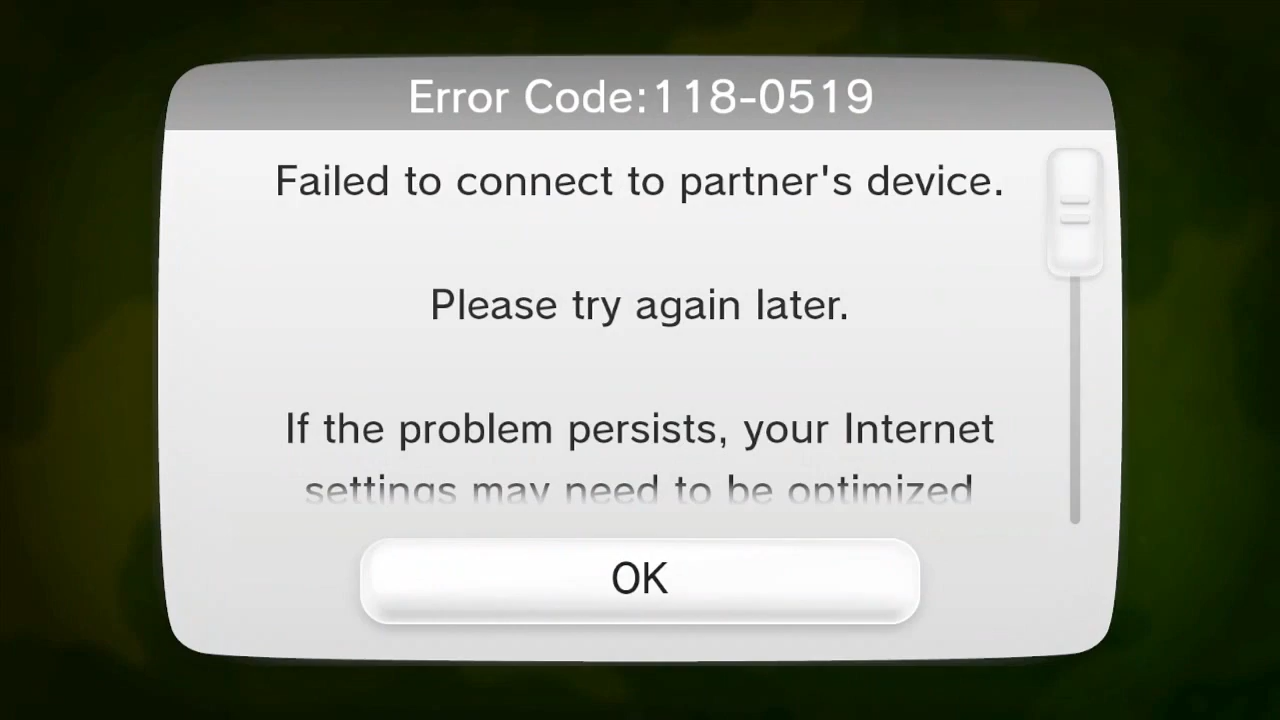 Error Code:118-0519
Failed to connect to partner's device.
Please try again later.
If the problem persists, your Internet
settings may need to be optimized
OK